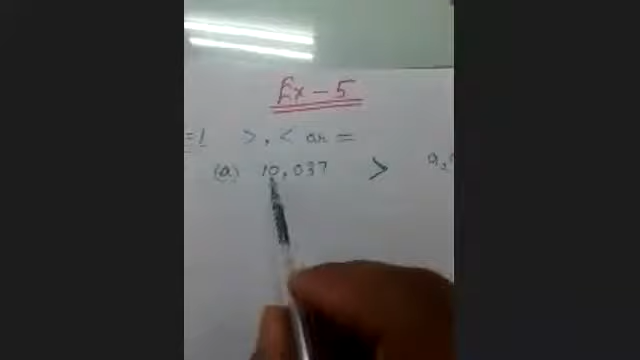 Ex - 5
>, < or =
(a) 10,037 >